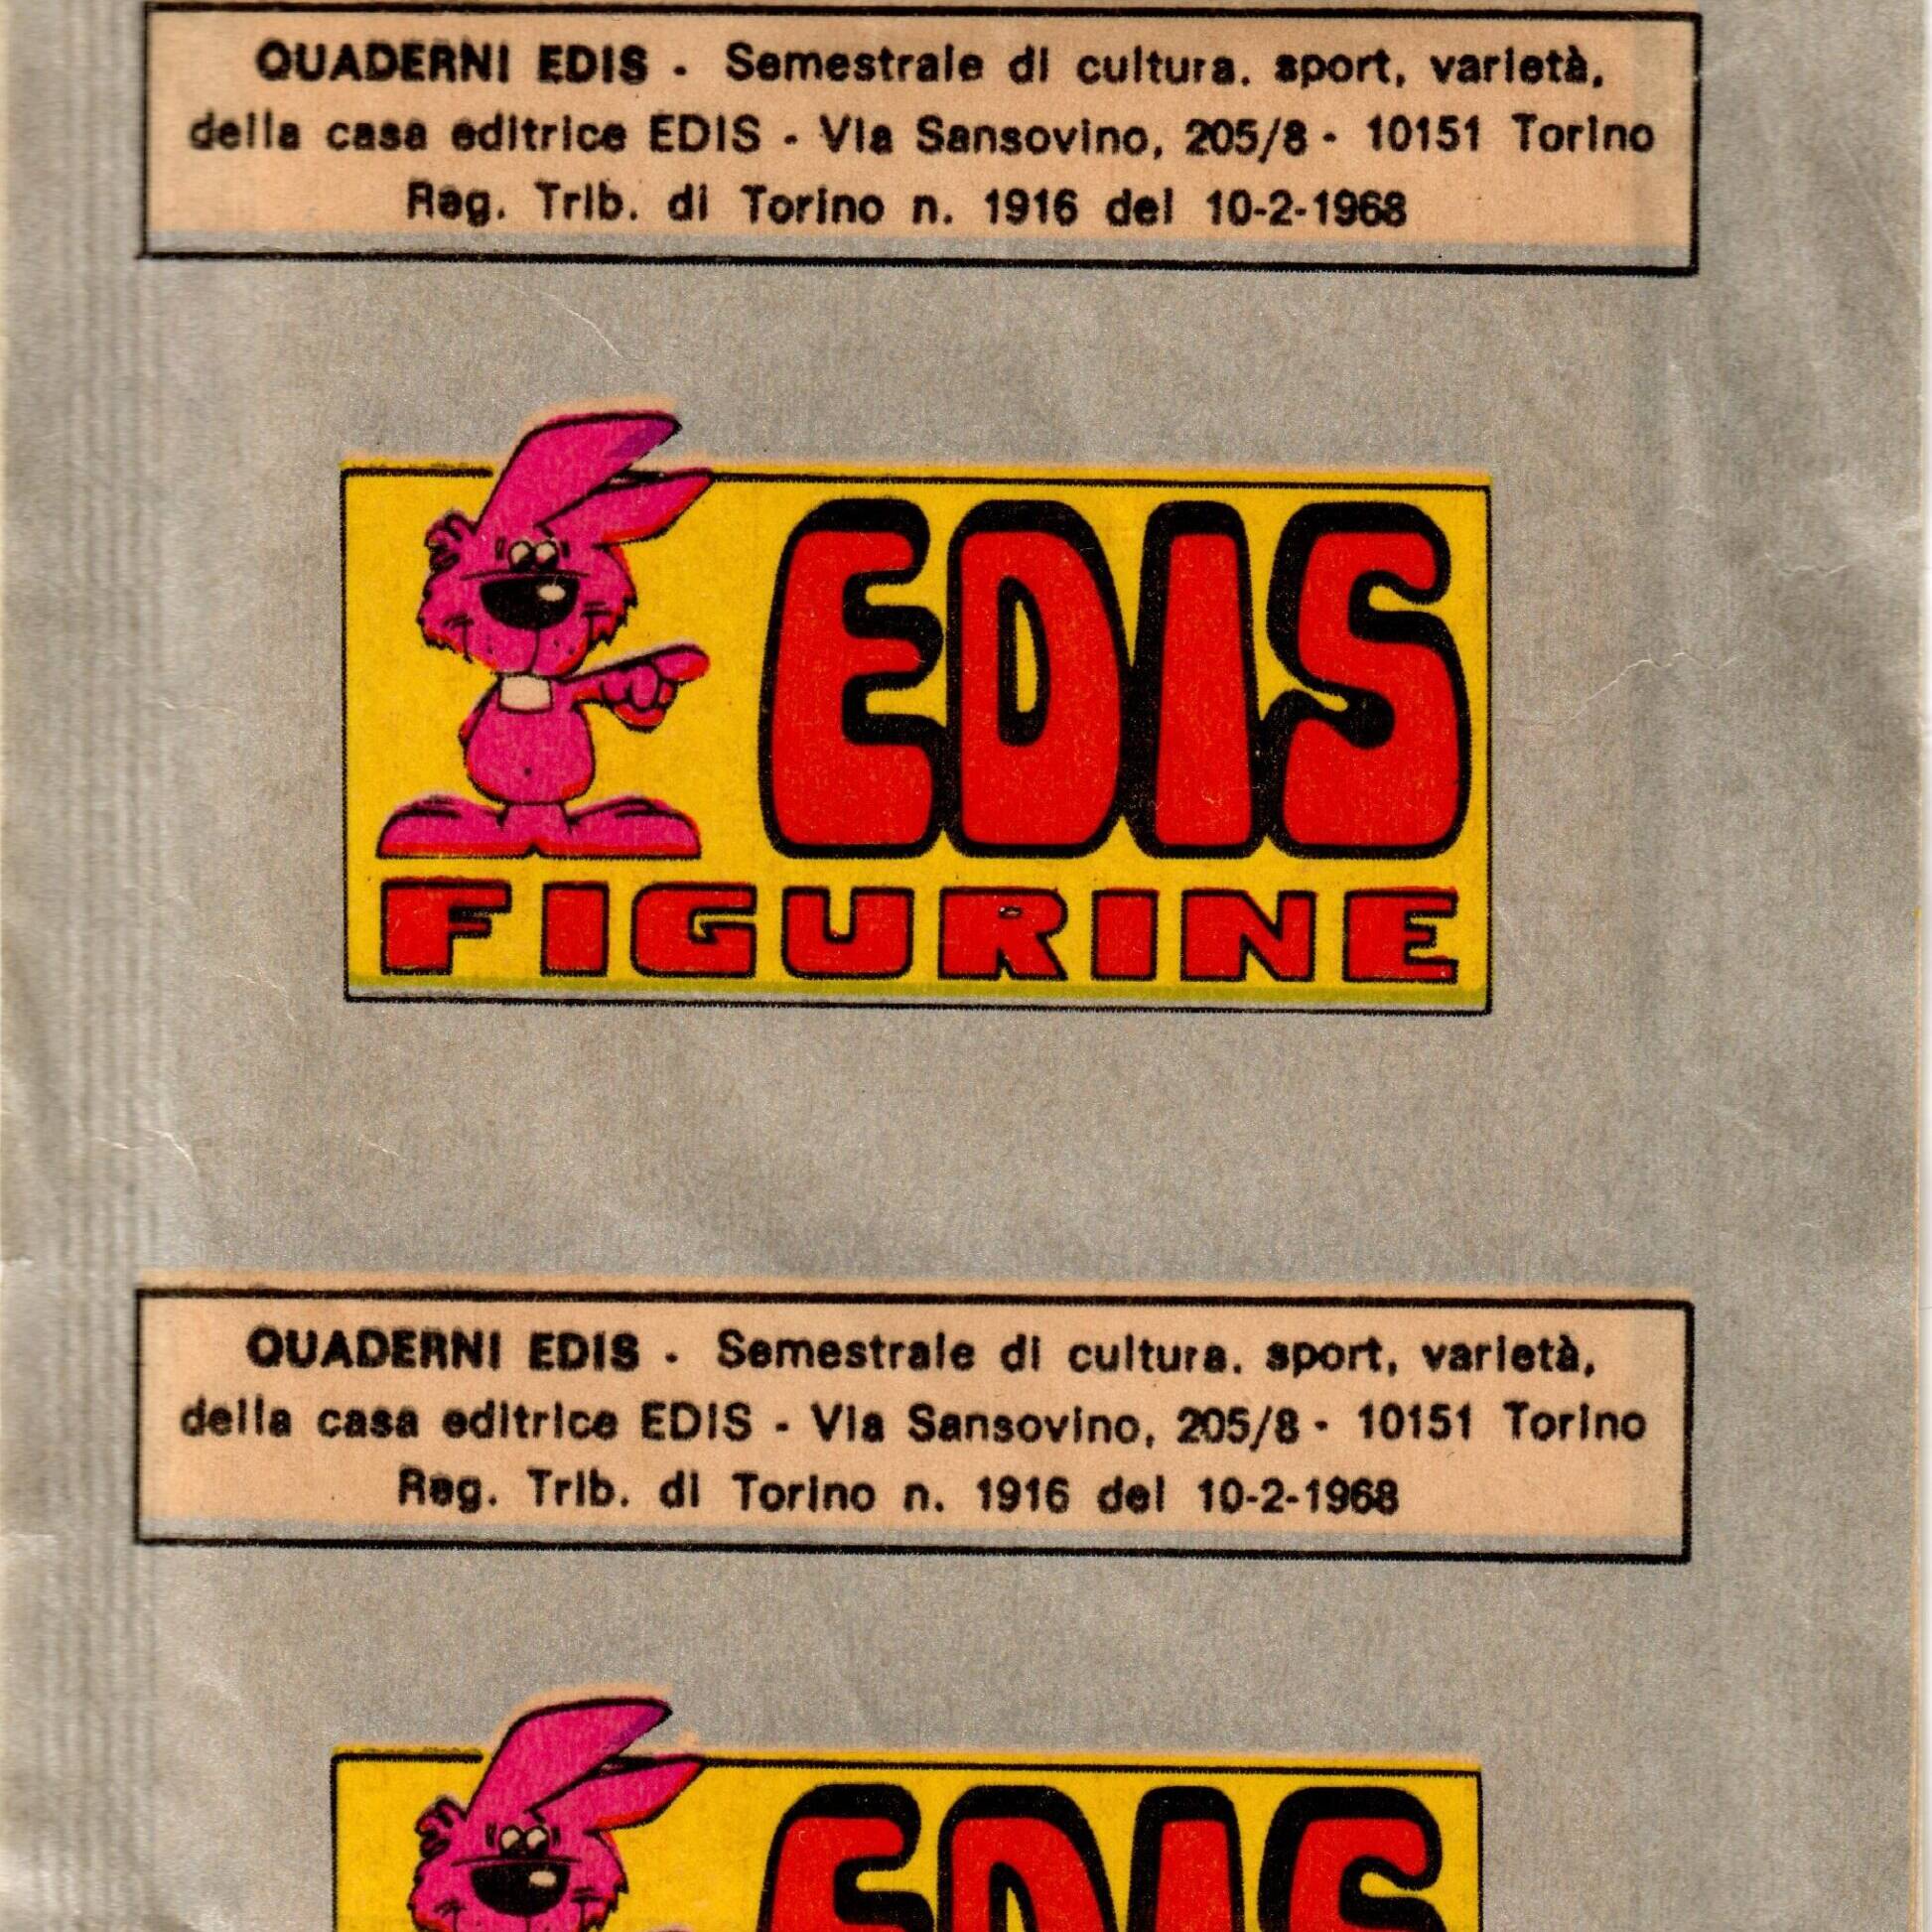 QUADERNI EDIS - Semestrale di cultura. sport, varietà,
della casa editrice EDIS - Via Sansovino, 205/8 - 10151 Torino
Reg. Trib. di Torino n. 1916 del 10-2-1968
EDIS
FIGURINE
QUADERNI EDIS - Semestrale di cultura. sport, varietà,
della casa editrice EDIS - Via Sansovino, 205/8 - 10151 Torino
Reg. Trib. di Torino n. 1916 del 10-2-1968
EDIS